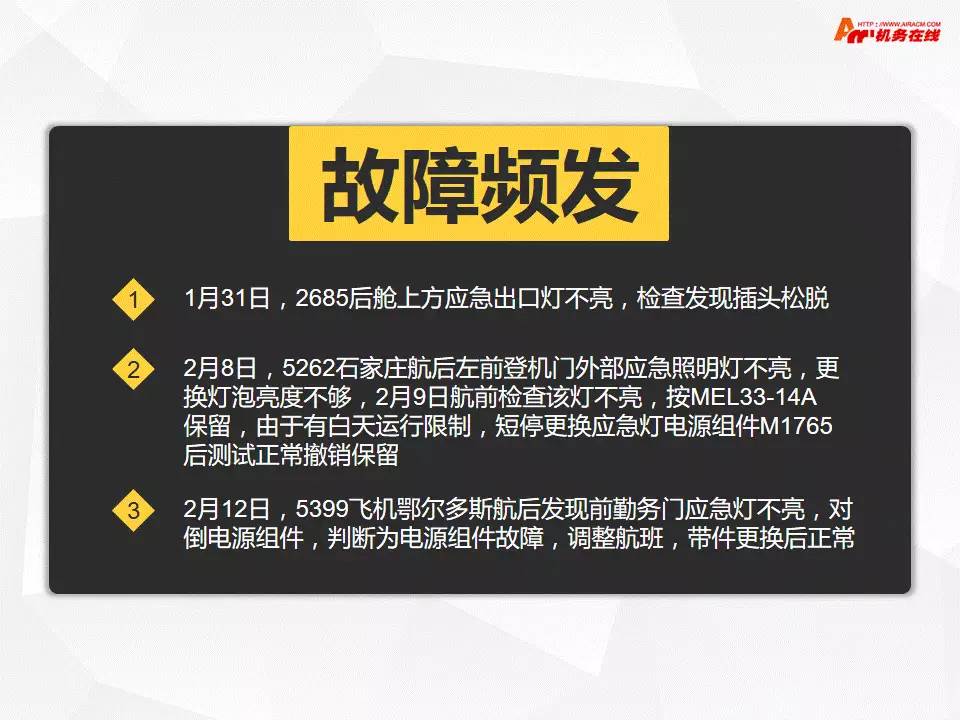 HTTP://WWW.AIRACM.COM
机务在线
故障频发
1
1月31日，2685后舱上方应急出口灯不亮，检查发现插头松脱
2
2月8日，5262石家庄航后左前登机门外部应急照明灯不亮，更
换灯泡亮度不够，2月9日航前检查该灯不亮，按MEL33-14A
保留，由于有白天运行限制，短停更换应急灯电源组件M1765
后测试正常撤销保留
3
2月12日，5399飞机鄂尔多斯航后发现前勤务门应急灯不亮，对
倒电源组件，判断为电源组件故障，调整航班，带件更换后正常